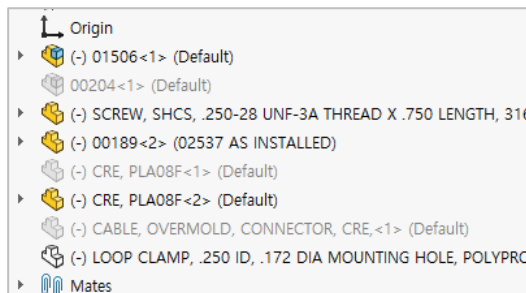 Origin
(-) 01506<1> (Default)
00204<1> (Default)
(-) SCREW, SHCS, .250-28 UNF-3A THREAD X .750 LENGTH, 316
(-) 00189<2> (02537 AS INSTALLED)
(-) CRE, PLA08F<1> (Default)
(-) CRE, PLA08F<2> (Default)
(-) CABLE, OVERMOLD, CONNECTOR, CRE,<1> (Default)
(-) LOOP CLAMP, .250 ID, .172 DIA MOUNTING HOLE, POLYPRO
Mates